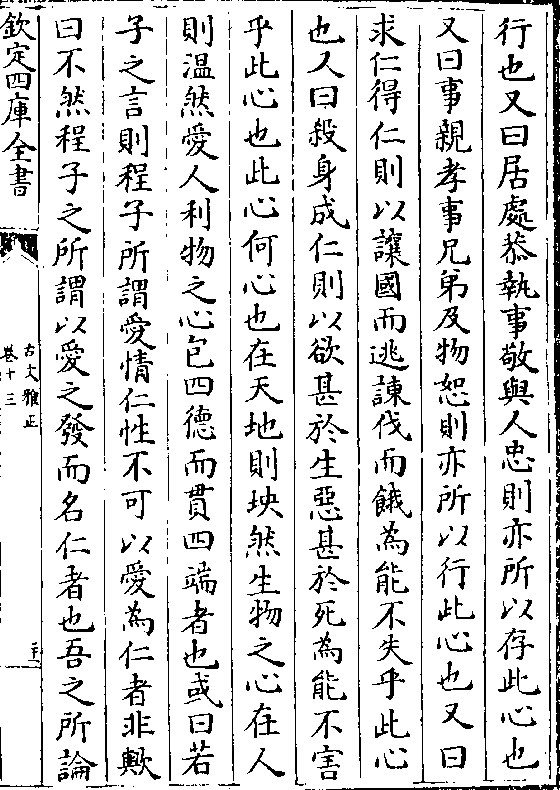 行也又曰居處恭執事敬與人忠則亦所以存此心也
又曰事親孝事兄弟及物恕則亦所以行此心也又曰
求仁得仁則以讓國而逃諫伐而餓為能不失乎此心
也人曰殺身成仁則以欲甚於生惡甚於死為能不害
乎此心也此心何心也在天地則坱然生物之心在人
則温然愛人利物之心包四德而貫四端者也或曰若
子之言則程子所謂愛情仁性不可以愛為仁者非歟
曰不然程子之所謂以愛之發而名仁者也吾之所論
欽定四庫全書
古文雅正
卷十三